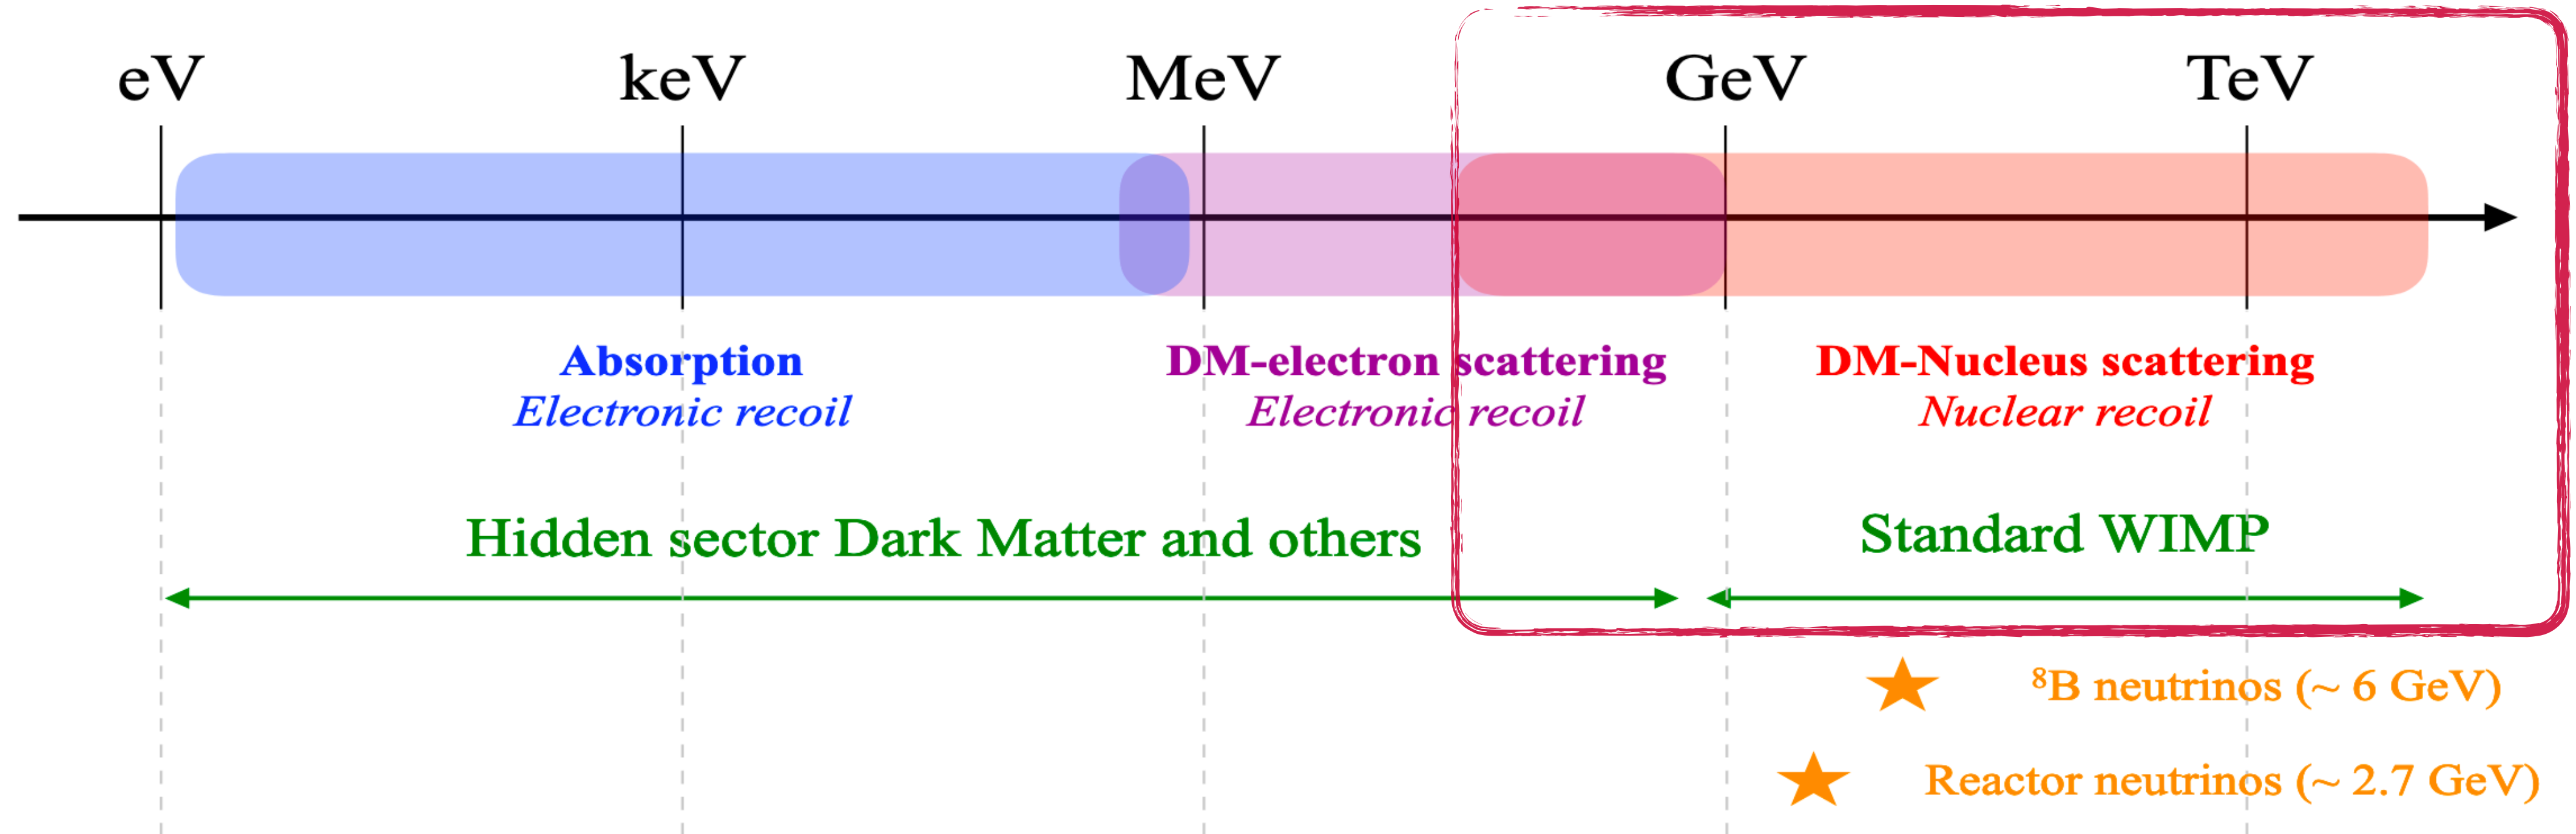 eV keV MeV GeV TeV
Absorption
Electronic recoil
DM-electron scattering
Electronic recoil
DM-Nucleus scattering
Nuclear recoil
Hidden sector Dark Matter and others
Standard WIMP
⁸B neutrinos (~ 6 GeV)
Reactor neutrinos (~ 2.7 GeV)